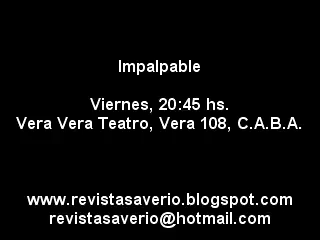 Impalpable
Viernes, 20:45 hs.
Vera Vera Teatro, Vera 108, C.A.B.A.
www.revistasaverio.blogspot.com
revistasaverio@hotmail.com